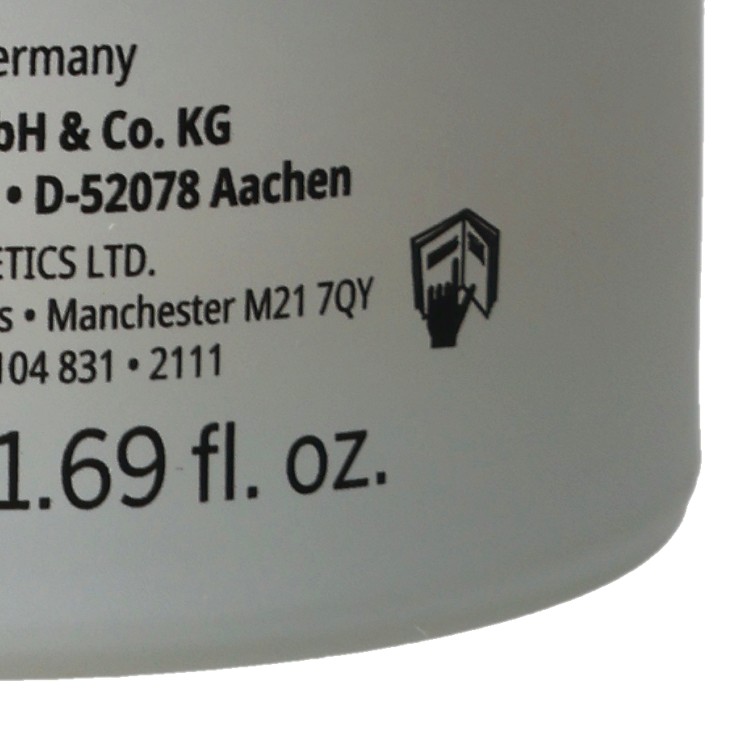 ermany
bH & Co. KG
• D-52078 Aachen
ETICS LTD.
s • Manchester M21 7QY
104 831 • 2111
1.69 fl. oz.